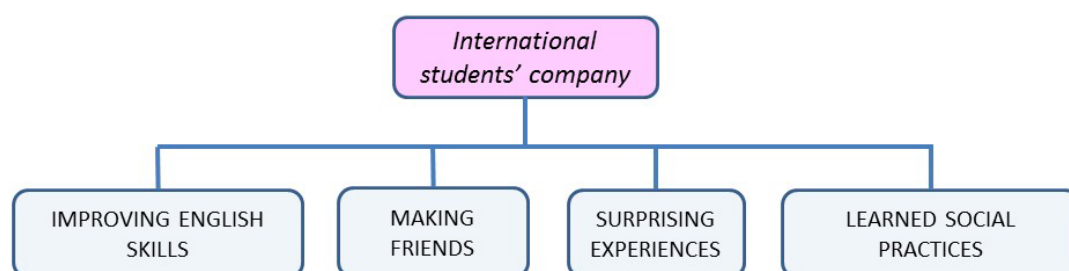 International
students’ company
IMPROVING ENGLISH
SKILLS
MAKING
FRIENDS
SURPRISING
EXPERIENCES
LEARNED SOCIAL
PRACTICES